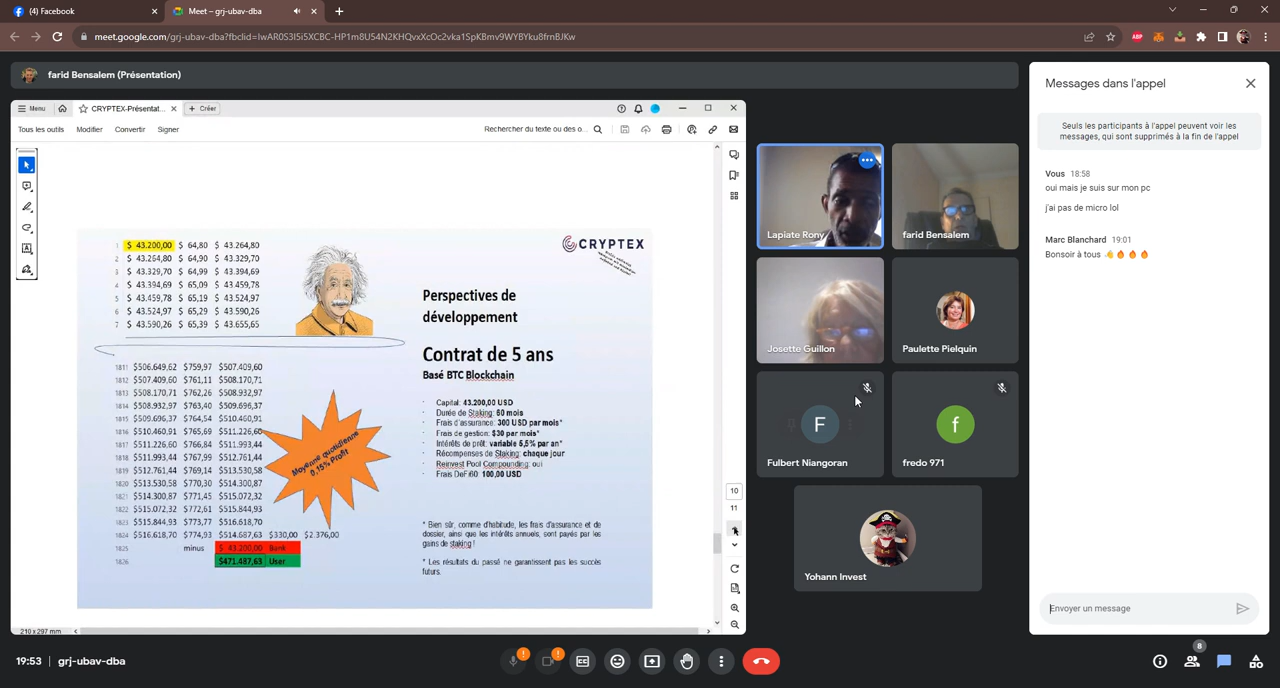 (4) Facebook
Meet – grj-ubav-dba
meet.google.com/grj-ubav-dba?fbclid=IwAR0S3I5i5XCBC-HP1m8U54N2KHQvxXcOc2vka1SpKBmv9WYBYku8frnBJKw
ABP
farid Bensalem (Présentation)
Menu
CRYPTEX-Présentat...
Créer
Tous les outils Modifier Convertir Signer
Rechercher du texte ou des o...
1 $ 43.200,00 $ 64,80 $ 43.264,80
2 $ 43.264,80 $ 64,90 $ 43.329,70
3 $ 43.329,70 $ 64,99 $ 43.394,69
4 $ 43.394,69 $ 65,09 $ 43.459,78
5 $ 43.459,78 $ 65,19 $ 43.524,97
6 $ 43.524,97 $ 65,29 $ 43.590,26
7 $ 43.590,26 $ 65,39 $ 43.655,65
1811 $506.649,62 $759,97 $507.409,60
1812 $507.409,60 $761,11 $508.170,71
1813 $508.170,71 $762,26 $508.932,97
1814 $508.932,97 $763,40 $509.696,37
1815 $509.696,37 $764,54 $510.460,91
1816 $510.460,91 $765,69 $511.226,60
1817 $511.226,60 $766,84 $511.993,44
1818 $511.993,44 $767,99 $512.761,44
1819 $512.761,44 $769,14 $513.530,58
1820 $513.530,58 $770,30 $514.300,87
1821 $514.300,87 $771,45 $515.072,32
1822 $515.072,32 $772,61 $515.844,93
1823 $515.844,93 $773,77 $516.618,70
1824 $516.618,70 $774,93 $514.687,63 $330,00 $2.376,00
1825 minus $ 43.200,00 Bank
1826 $471.487,63 User
Moyenne quotidienne
0,15% Profit
CRYPTEX
Perspectives de
développement
Contrat de 5 ans
Basé BTC Blockchain
· Capital: 43.200,00 USD
· Durée de Staking: 60 mois
· Frais d'assurance: 300 USD par mois*
· Frais de gestion: $30 par mois*
· Intérêts de prêt: variable 5,5% par an*
· Récompenses de Staking: chaque jour
· Reinvest Pool Compounding: oui
· Frais DeFi60: 100,00 USD
* Bien sûr, comme d'habitude, les frais d'assurance et de
dossier, ainsi que les intérêts annuels, sont payés par les
gains de staking !
* Les résultats du passé ne garantissent pas les succès
futurs.
10
11
210 x 297 mm
Lapiate Rony
farid Bensalem
Josette Guillon
Paulette Pielquin
F
Fulbert Niangoran
f
fredo 971
Yohann Invest
Messages dans l'appel
Seuls les participants à l'appel peuvent voir les
messages, qui sont supprimés à la fin de l'appel
Vous 18:58
oui mais je suis sur mon pc
j'ai pas de micro lol
Marc Blanchard 19:01
Bonsoir à tous 👋🔥🔥🔥
Envoyer un message
19:53 grj-ubav-dba
8